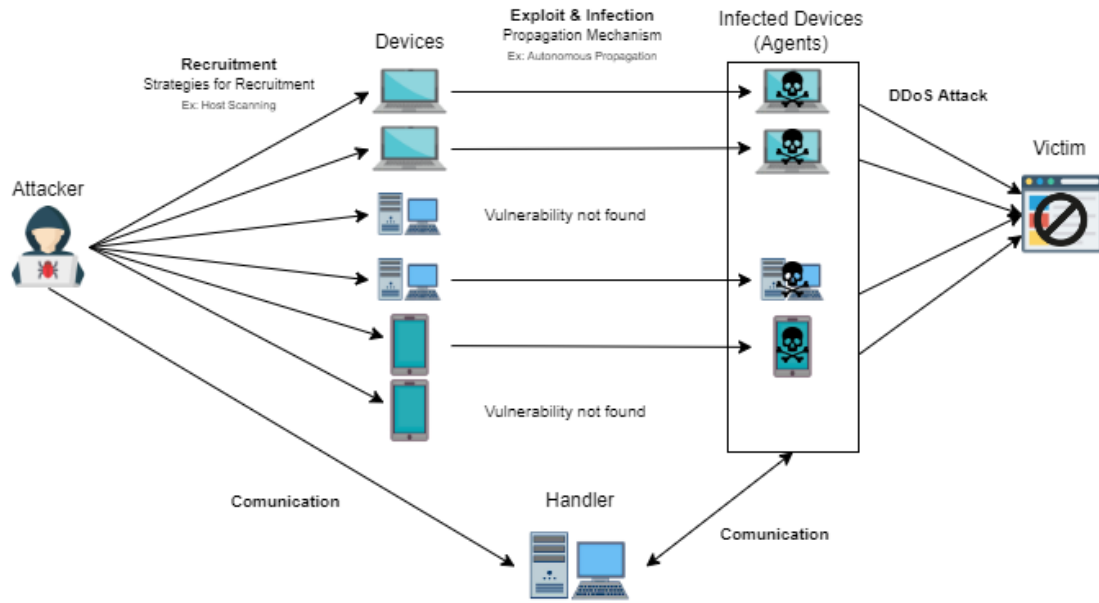 Exploit & Infection
Propagation Mechanism
Ex: Autonomous Propagation
Infected Devices
(Agents)
Devices
Recruitment
Strategies for Recruitment
Ex: Host Scanning
DDoS Attack
Victim
Attacker
Vulnerability not found
Vulnerability not found
Comunication
Handler
Comunication